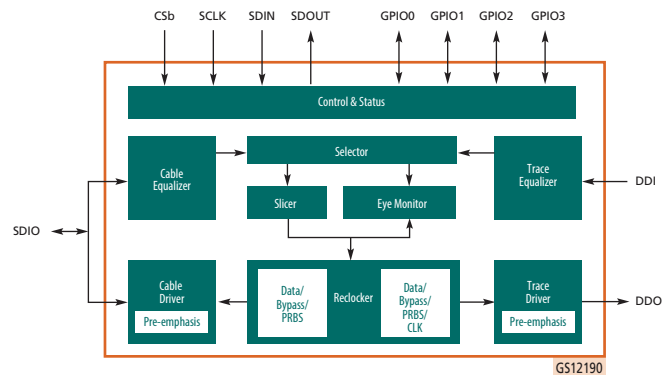 CSb SCLK SDIN SDOUT GPIO0 GPIO1 GPIO2 GPIO3
Control & Status
Cable
Equalizer
Selector
Trace
Equalizer
Slicer
Eye Monitor
DDI
SDIO
Cable
Driver
Pre-emphasis
Data/
Bypass/
PRBS
Reclocker
Data/
Bypass/
PRBS/
CLK
Trace
Driver
Pre-emphasis
DDO
GS12190